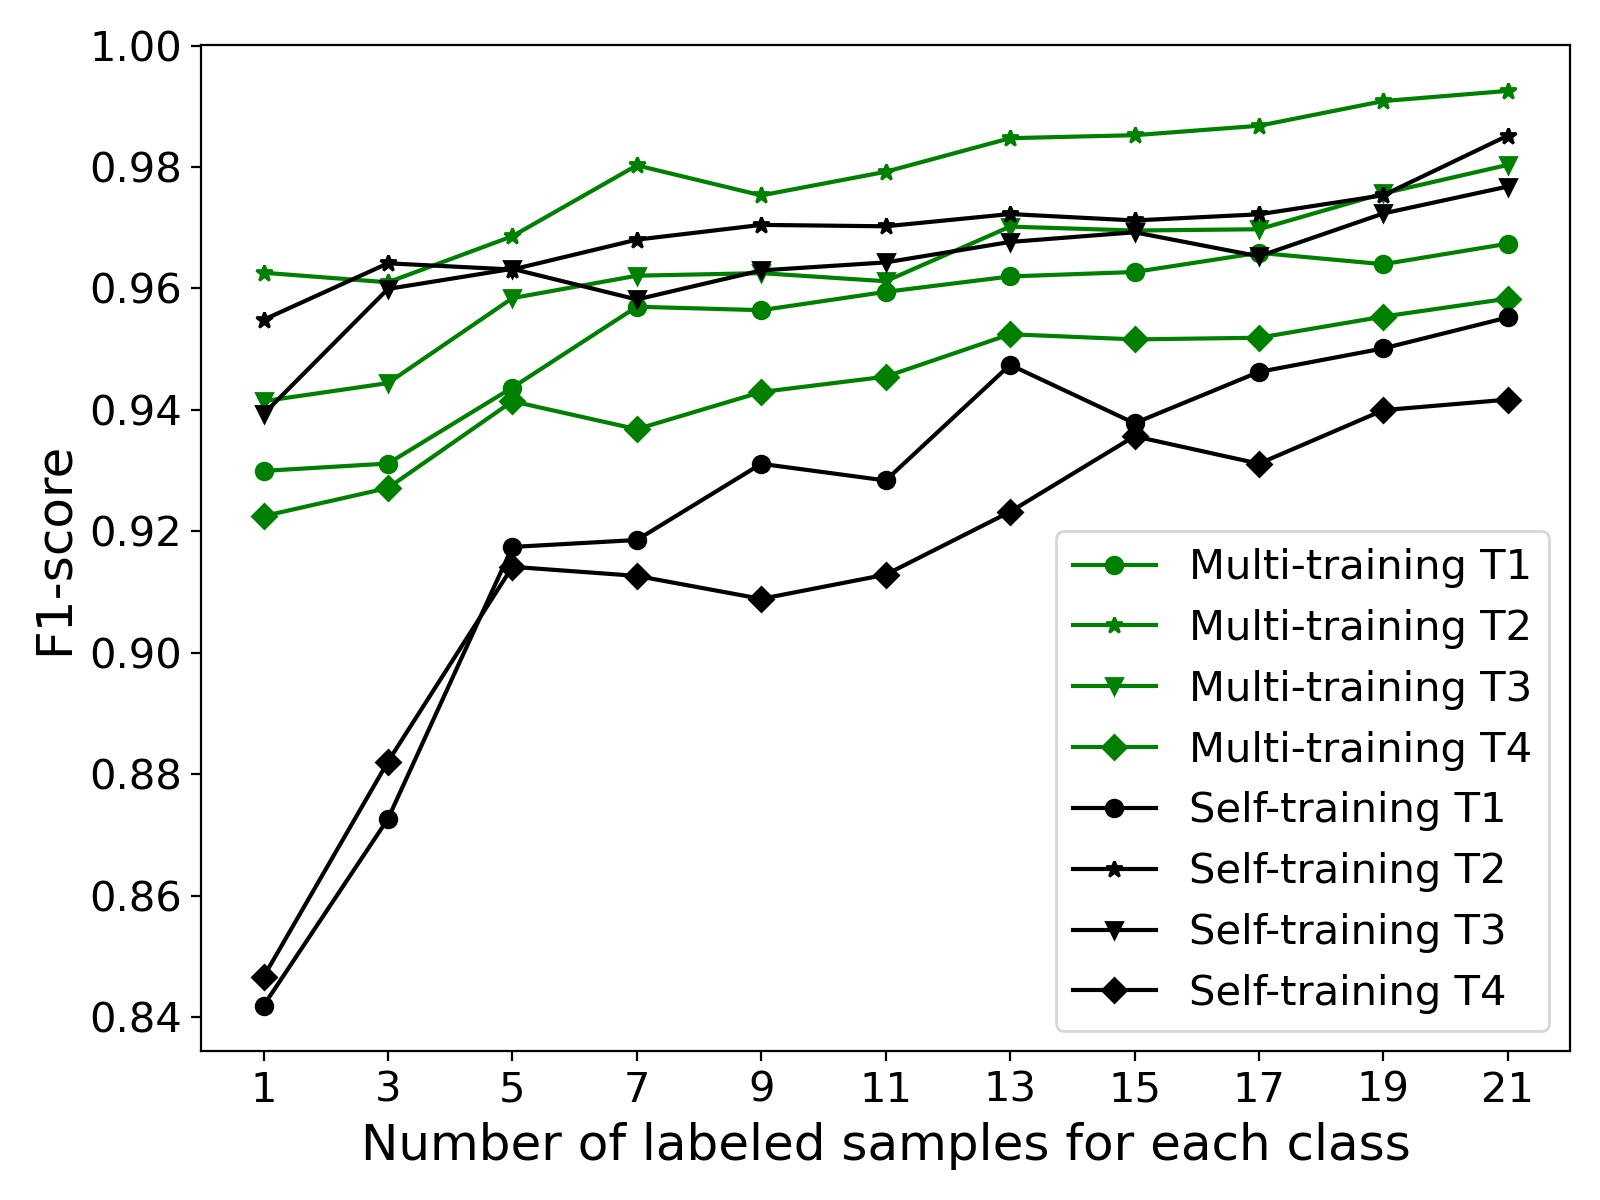 1.00
0.98
0.96
0.94
0.92
0.90
0.88
0.86
0.84
F1-score
Multi-training T1
Multi-training T2
Multi-training T3
Multi-training T4
Self-training T1
Self-training T2
Self-training T3
Self-training T4
1 3 5 7 9 11 13 15 17 19 21
Number of labeled samples for each class